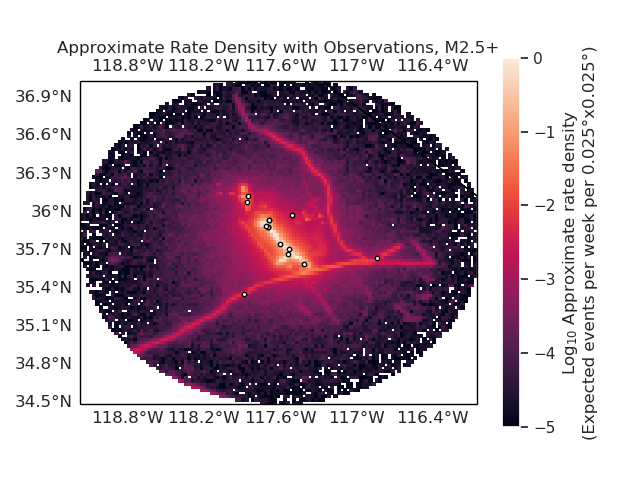 Approximate Rate Density with Observations, M2.5+
118.8°W 118.2°W 117.6°W 117°W 116.4°W
36.9°N
36.6°N
36.3°N
36°N
35.7°N
35.4°N
35.1°N
34.8°N
34.5°N
118.8°W 118.2°W 117.6°W 117°W 116.4°W
0
−1
−2
−3
−4
−5
Log₁₀ Approximate rate density
(Expected events per week per 0.025°x0.025°)